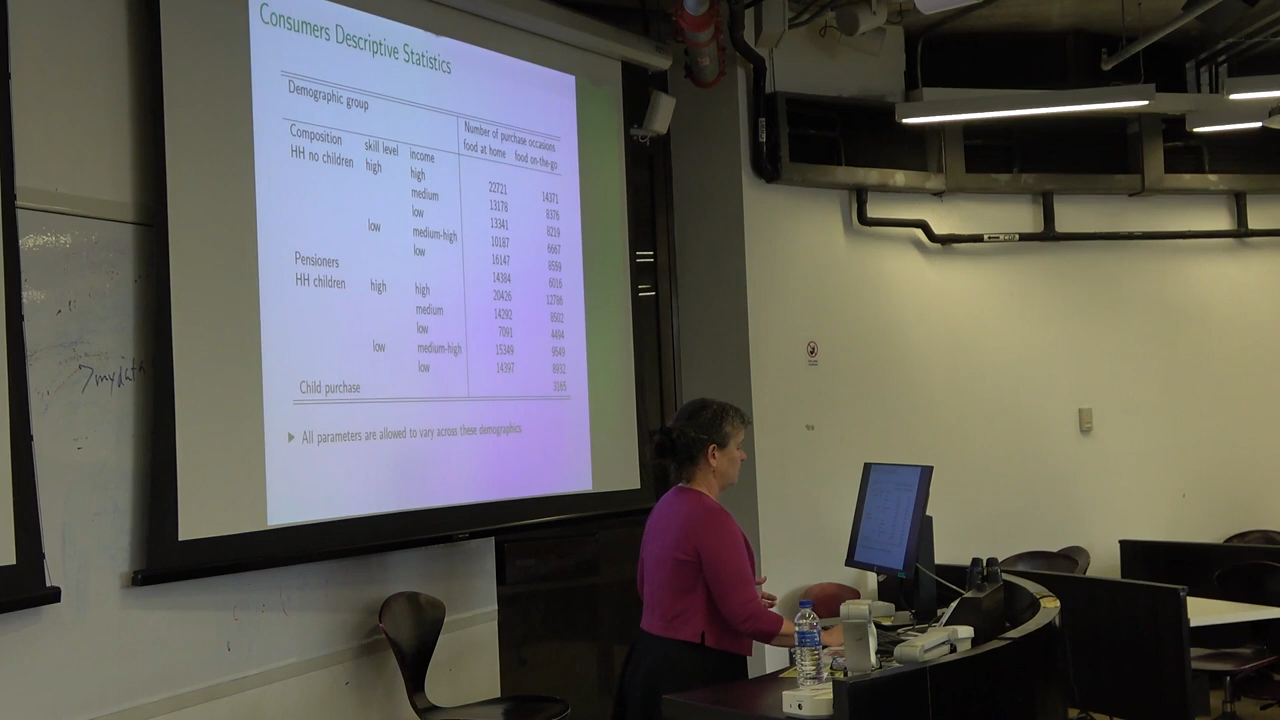 Consumers Descriptive Statistics
Demographic group
Number of purchase occasions
Composition skill level income food at home food on-the-go
HH no children high high 22721 14371
medium 13178 8376
low 13341 8219
low medium-high 10187 6667
low 16147 8559
Pensioners 14384 6016
HH children high high 20426 12786
medium 14292 8502
low 7091 4494
low medium-high 15349 9549
low 14397 8932
Child purchase 3165
▶ All parameters are allowed to vary across these demographics
>mydata